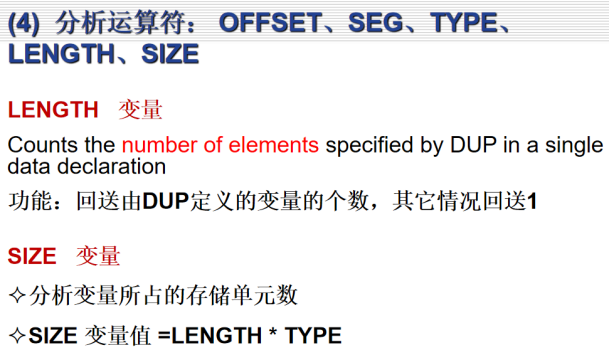 (4) 分析运算符： OFFSET、SEG、TYPE、
LENGTH、SIZE
LENGTH 变量
Counts the number of elements specified by DUP in a single
data declaration
功能：回送由DUP定义的变量的个数，其它情况回送1
SIZE 变量
✧分析变量所占的存储单元数
✧SIZE 变量值 =LENGTH * TYPE